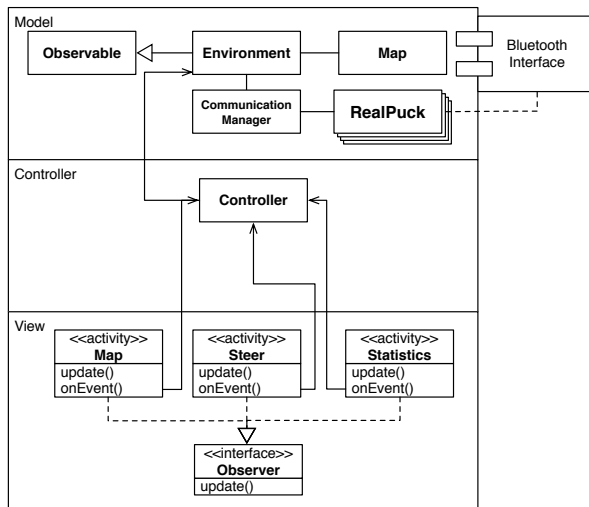 Model
Observable
Environment
Map
Bluetooth
Interface
Communication
Manager
RealPuck
Controller
Controller
View
<<activity>>
Map
update()
onEvent()
<<activity>>
Steer
update()
onEvent()
<<activity>>
Statistics
update()
onEvent()
<<interface>>
Observer
update()